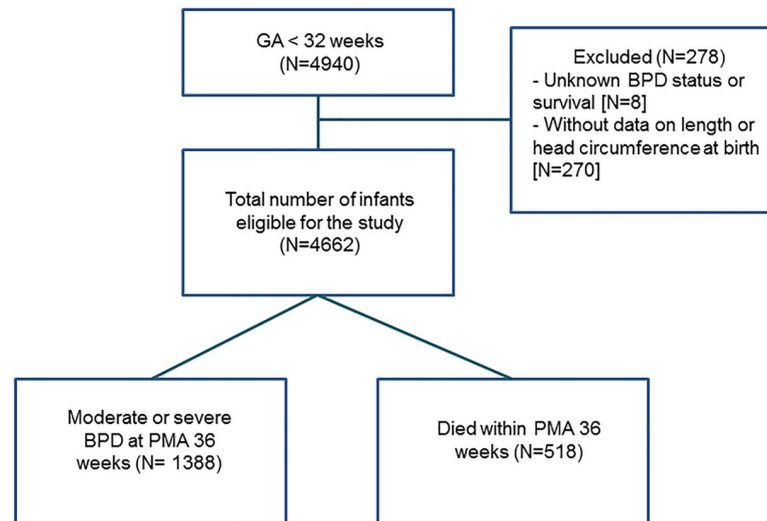 GA < 32 weeks
(N=4940)
Excluded (N=278)
- Unknown BPD status or
survival [N=8]
- Without data on length or
head circumference at birth
[N=270]
Total number of infants
eligible for the study
(N=4662)
Moderate or severe
BPD at PMA 36
weeks (N= 1388)
Died within PMA 36
weeks (N=518)